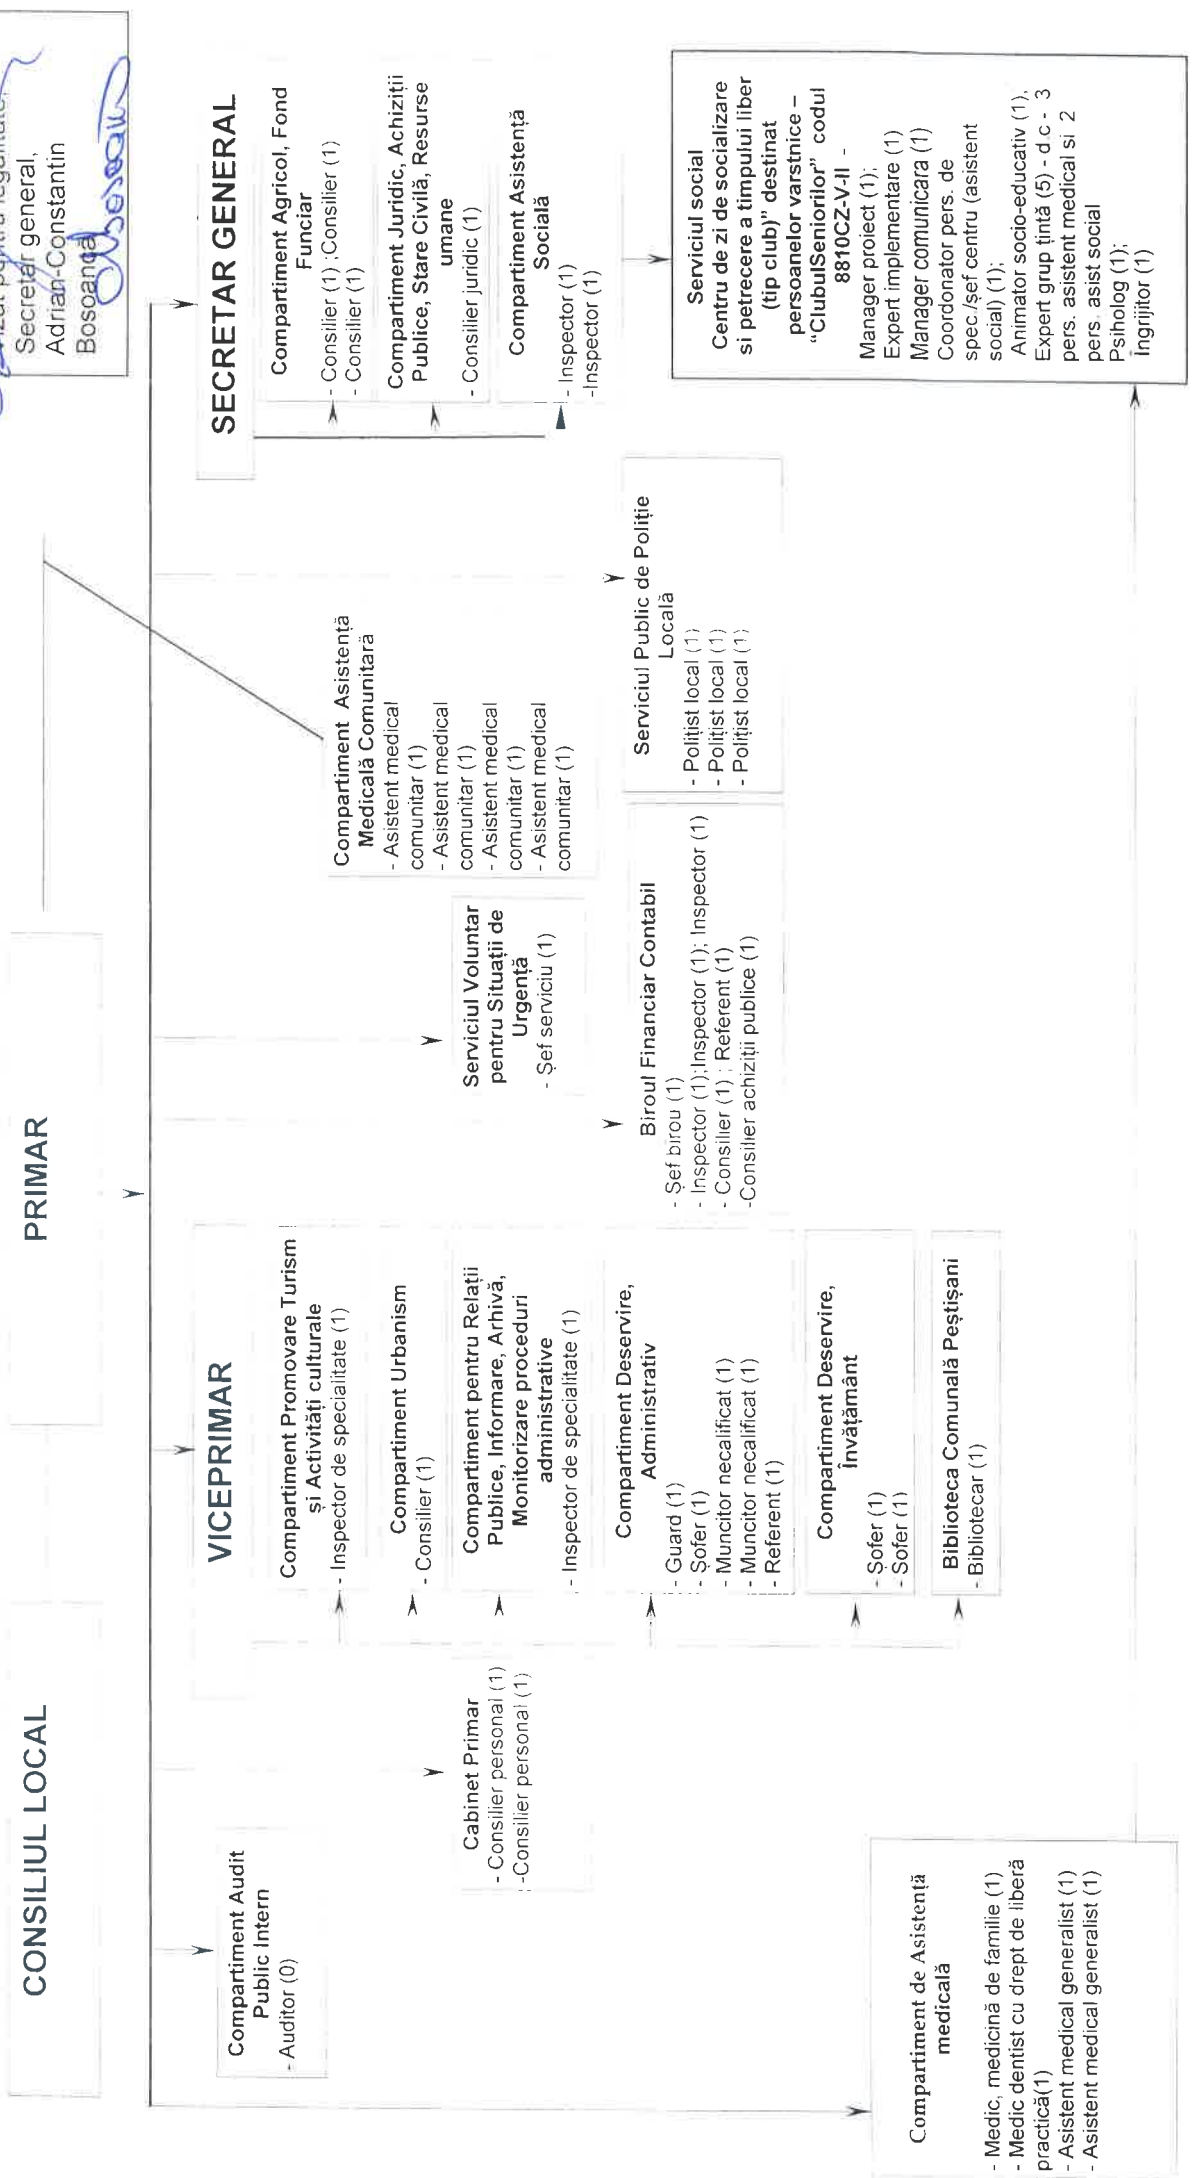 CONSILIUL LOCAL
PRIMAR
Secretar general,
Adrian-Constantin
Bosoancă
Compartiment Audit
Public Intern
- Auditor (0)
Cabinet Primar
- Consilier personal (1)
-Consilier personal (1)
VICEPRIMAR
Compartiment Promovare Turism
și Activități culturale
- Inspector de specialitate (1)
Compartiment Urbanism
- Consilier (1)
Compartiment pentru Relații
Publice, Informare, Arhivă,
Monitorizare proceduri
administrative
- Inspector de specialitate (1)
Compartiment Deservire,
Administrativ
- Guard (1)
- Șofer (1)
- Muncitor necalificat (1)
- Muncitor necalificat (1)
- Referent (1)
Compartiment Deservire,
Învățământ
- Șofer (1)
- Șofer (1)
Biblioteca Comunală Peștișani
- Bibliotecar (1)
Serviciul Voluntar
pentru Situații de
Urgență
- Șef serviciu (1)
Biroul Financiar Contabil
- Șef birou (1)
- Inspector (1);Inspector (1); Inspector (1)
- Consilier (1) ; Referent (1)
-Consilier achiziții publice (1)
Compartiment Asistență
Medicală Comunitară
- Asistent medical
comunitar (1)
- Asistent medical
comunitar (1)
- Asistent medical
comunitar (1)
- Asistent medical
comunitar (1)
Serviciul Public de Poliție
Locală
- Polițist local (1)
- Polițist local (1)
- Polițist local (1)
SECRETAR GENERAL
Compartiment Agricol, Fond
Funciar
- Consilier (1) ;Consilier (1)
- Consilier (1)
Compartiment Juridic, Achiziții
Publice, Stare Civilă, Resurse
umane
- Consilier juridic (1)
Compartiment Asistență
Socială
- Inspector (1)
-Inspector (1)
Serviciul social
Centru de zi de socializare
si petrecere a timpului liber
(tip club)” destinat
persoanelor varstnice –
“ClubulSeniorilor” codul
8810CZ-V-II -
Manager proiect (1);
Expert implementare (1)
Manager comunicara (1)
Coordonator pers. de
spec./șef centru (asistent
social) (1);
Animator socio-educativ (1),
Expert grup țintă (5) - d.c - 3
pers. asistent medical si 2
pers. asist social
Psiholog (1);
Îngrijitor (1)
Compartiment de Asistență
medicală
- Medic, medicină de familie (1)
- Medic dentist cu drept de liberă
practică(1)
- Asistent medical generalist (1)
- Asistent medical generalist (1)